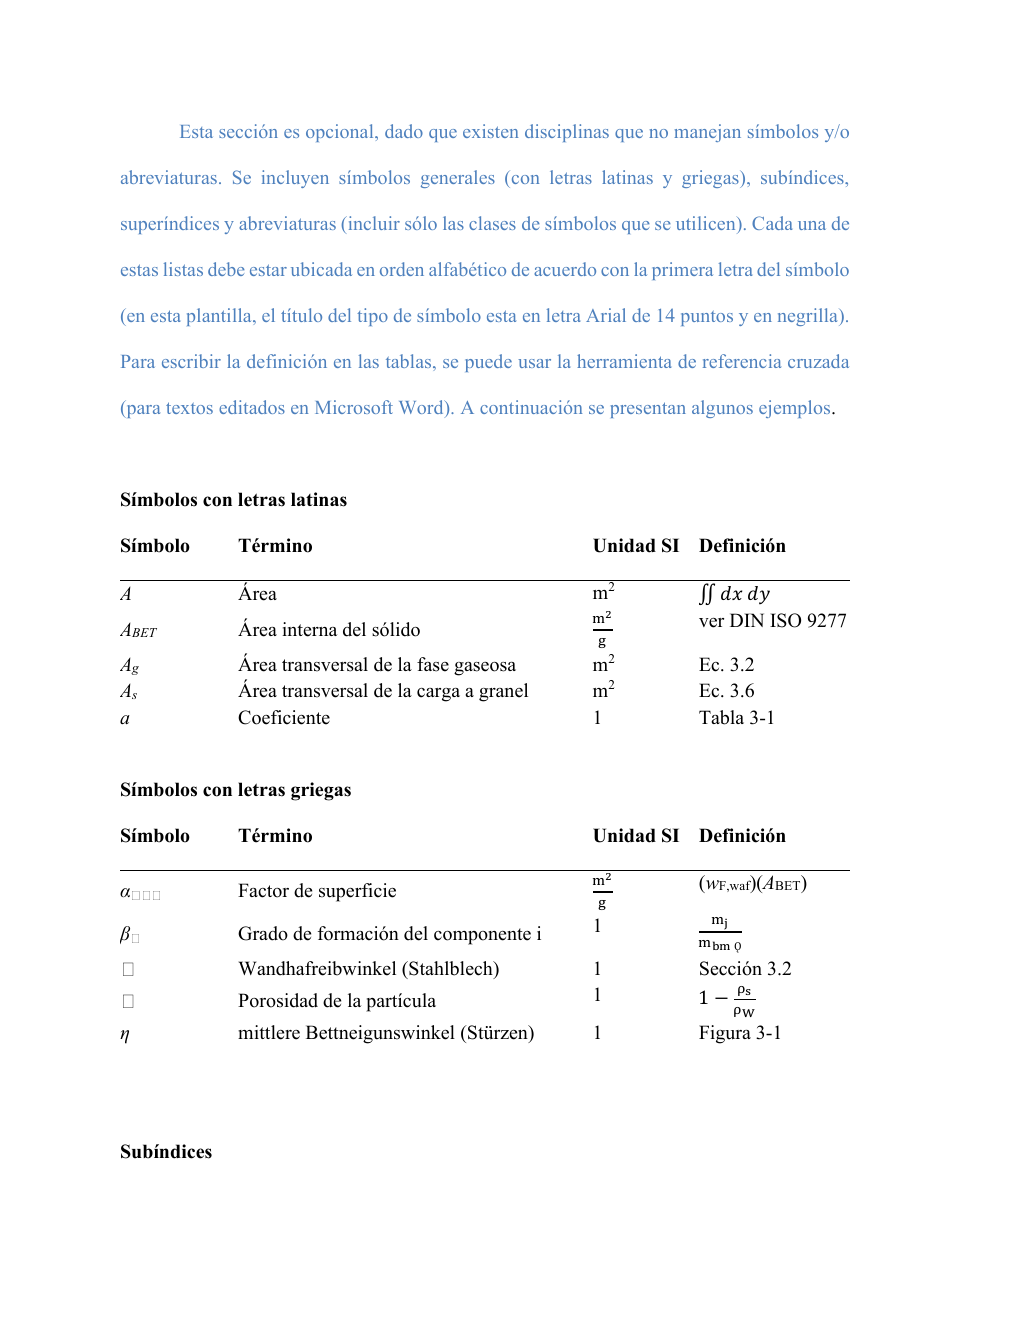 Esta sección es opcional, dado que existen disciplinas que no manejan símbolos y/o
abreviaturas. Se incluyen símbolos generales (con letras latinas y griegas), subíndices,
superíndices y abreviaturas (incluir sólo las clases de símbolos que se utilicen). Cada una de
estas listas debe estar ubicada en orden alfabético de acuerdo con la primera letra del símbolo
(en esta plantilla, el título del tipo de símbolo esta en letra Arial de 14 puntos y en negrilla).
Para escribir la definición en las tablas, se puede usar la herramienta de referencia cruzada
(para textos editados en Microsoft Word). A continuación se presentan algunos ejemplos.
Símbolos con letras latinas
Símbolo Término Unidad SI Definición
A Área m² ∬ dx dy
A_BET Área interna del sólido m²/g ver DIN ISO 9277
A_g Área transversal de la fase gaseosa m² Ec. 3.2
A_s Área transversal de la carga a granel m² Ec. 3.6
a Coeficiente 1 Tabla 3-1
Símbolos con letras griegas
Símbolo Término Unidad SI Definición
α□□□ Factor de superficie m²/g (w_F,waf)(A_BET)
β□ Grado de formación del componente i 1 m_j/m_bm
□ Wandhafreibwinkel (Stahlblech) 1 Sección 3.2
□ Porosidad de la partícula 1 1 − ρ_s/ρ_W
η mittlere Bettneigunswinkel (Stürzen) 1 Figura 3-1
Subíndices